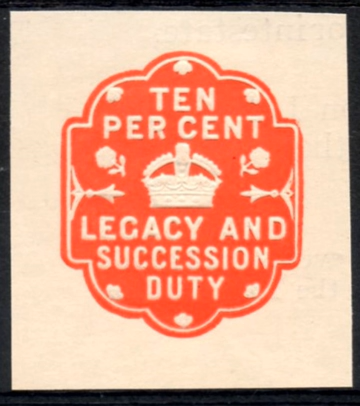 TEN
PER CENT
LEGACY AND
SUCCESSION
DUTY